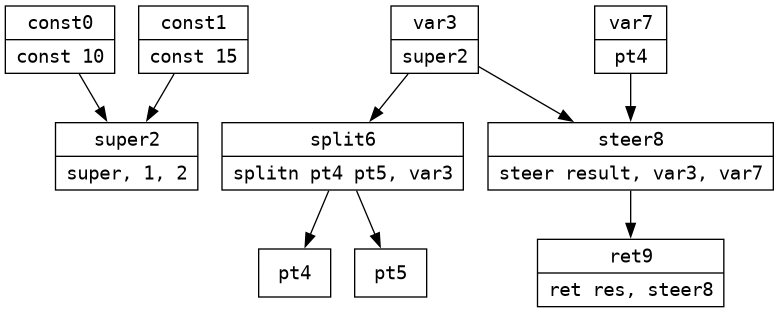 const0
const 10
const1
const 15
var3
super2
var7
pt4
super2
super, 1, 2
split6
splitn pt4 pt5, var3
steer8
steer result, var3, var7
pt4
pt5
ret9
ret res, steer8